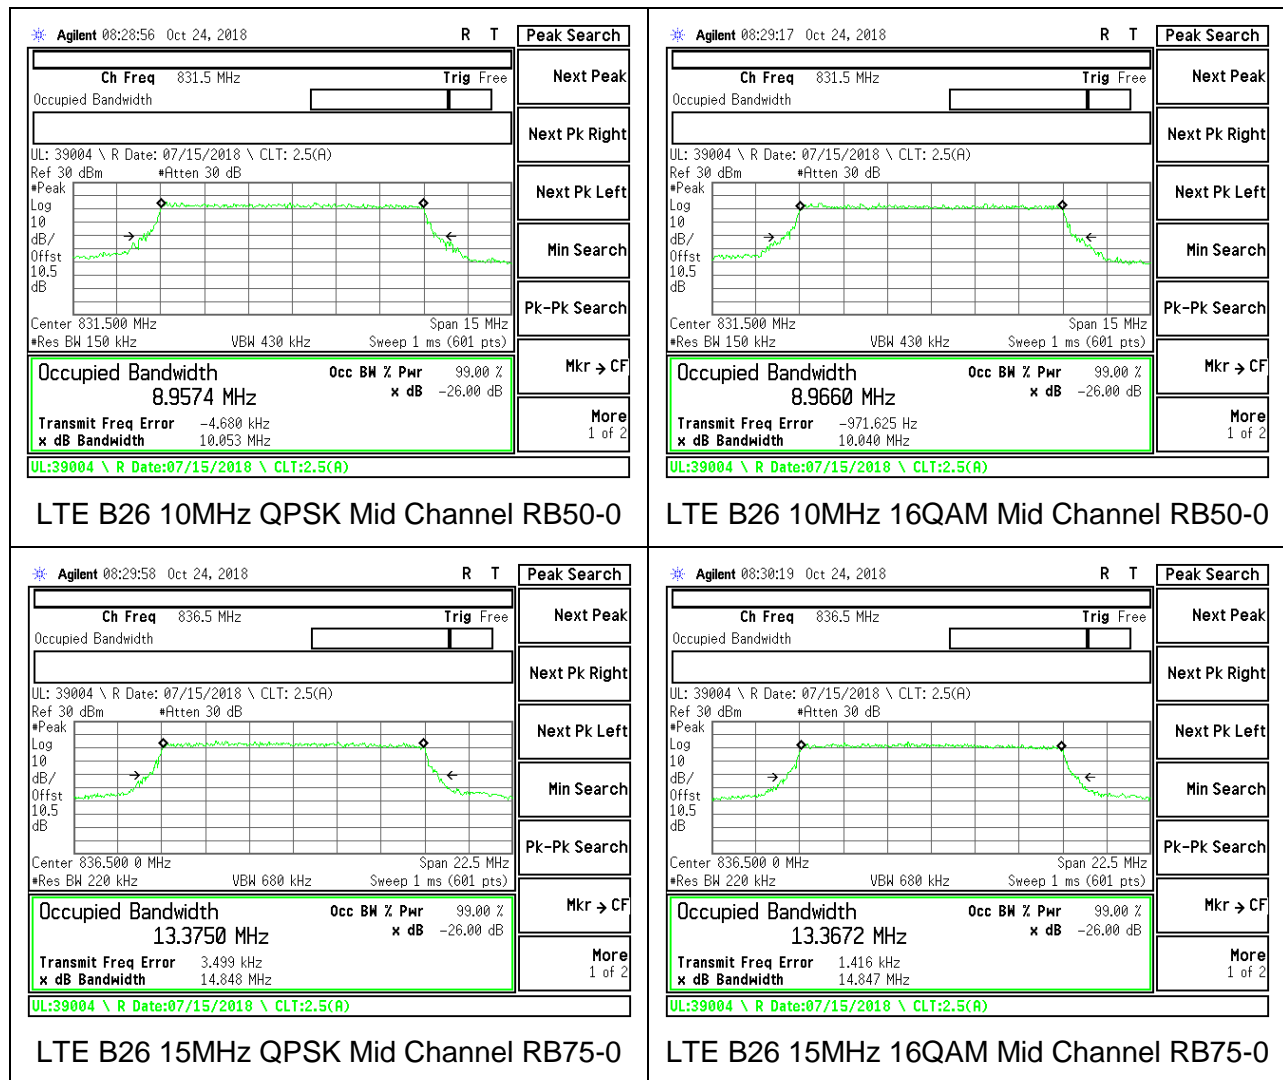 Agilent 08:28:56 Oct 24, 2018 R T Peak Search
Ch Freq 831.5 MHz Trig Free
Occupied Bandwidth
UL: 39004 \ R Date: 07/15/2018 \ CLT: 2.5(A)
Ref 30 dBm #Atten 30 dB
#Peak
Log
10
dB/
Offst
10.5
dB
Center 831.500 MHz Span 15 MHz
#Res BW 150 kHz VBW 430 kHz Sweep 1 ms (601 pts)
Occupied Bandwidth Occ BW % Pwr 99.00 %
8.9574 MHz x dB -26.00 dB
Transmit Freq Error -4.680 kHz
x dB Bandwidth 10.053 MHz
UL:39004 \ R Date:07/15/2018 \ CLT:2.5(A)
Next Peak
Next Pk Right
Next Pk Left
Min Search
Pk-Pk Search
Mkr → CF
More
1 of 2
LTE B26 10MHz QPSK Mid Channel RB50-0
Agilent 08:29:17 Oct 24, 2018 R T Peak Search
Ch Freq 831.5 MHz Trig Free
Occupied Bandwidth
UL: 39004 \ R Date: 07/15/2018 \ CLT: 2.5(A)
Ref 30 dBm #Atten 30 dB
#Peak
Log
10
dB/
Offst
10.5
dB
Center 831.500 MHz Span 15 MHz
#Res BW 150 kHz VBW 430 kHz Sweep 1 ms (601 pts)
Occupied Bandwidth Occ BW % Pwr 99.00 %
8.9660 MHz x dB -26.00 dB
Transmit Freq Error -971.625 Hz
x dB Bandwidth 10.040 MHz
UL:39004 \ R Date:07/15/2018 \ CLT:2.5(A)
Next Peak
Next Pk Right
Next Pk Left
Min Search
Pk-Pk Search
Mkr → CF
More
1 of 2
LTE B26 10MHz 16QAM Mid Channel RB50-0
Agilent 08:29:58 Oct 24, 2018 R T Peak Search
Ch Freq 836.5 MHz Trig Free
Occupied Bandwidth
UL: 39004 \ R Date: 07/15/2018 \ CLT: 2.5(A)
Ref 30 dBm #Atten 30 dB
#Peak
Log
10
dB/
Offst
10.5
dB
Center 836.500 0 MHz Span 22.5 MHz
#Res BW 220 kHz VBW 680 kHz Sweep 1 ms (601 pts)
Occupied Bandwidth Occ BW % Pwr 99.00 %
13.3750 MHz x dB -26.00 dB
Transmit Freq Error 3.499 kHz
x dB Bandwidth 14.848 MHz
UL:39004 \ R Date:07/15/2018 \ CLT:2.5(A)
Next Peak
Next Pk Right
Next Pk Left
Min Search
Pk-Pk Search
Mkr → CF
More
1 of 2
LTE B26 15MHz QPSK Mid Channel RB75-0
Agilent 08:30:19 Oct 24, 2018 R T Peak Search
Ch Freq 836.5 MHz Trig Free
Occupied Bandwidth
UL: 39004 \ R Date: 07/15/2018 \ CLT: 2.5(A)
Ref 30 dBm #Atten 30 dB
#Peak
Log
10
dB/
Offst
10.5
dB
Center 836.500 0 MHz Span 22.5 MHz
#Res BW 220 kHz VBW 680 kHz Sweep 1 ms (601 pts)
Occupied Bandwidth Occ BW % Pwr 99.00 %
13.3672 MHz x dB -26.00 dB
Transmit Freq Error 1.416 kHz
x dB Bandwidth 14.847 MHz
UL:39004 \ R Date:07/15/2018 \ CLT:2.5(A)
Next Peak
Next Pk Right
Next Pk Left
Min Search
Pk-Pk Search
Mkr → CF
More
1 of 2
LTE B26 15MHz 16QAM Mid Channel RB75-0